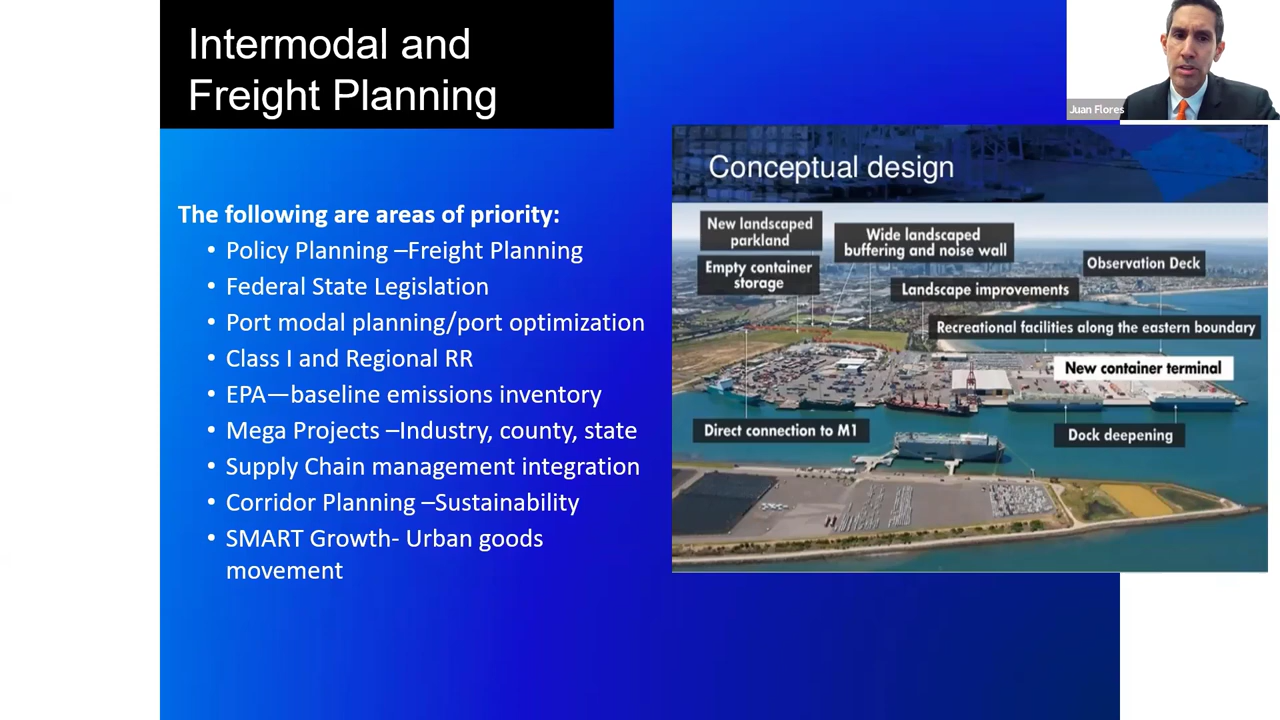 Intermodal and
Freight Planning
Juan Flores
The following are areas of priority:
• Policy Planning –Freight Planning
• Federal State Legislation
• Port modal planning/port optimization
• Class I and Regional RR
• EPA—baseline emissions inventory
• Mega Projects –Industry, county, state
• Supply Chain management integration
• Corridor Planning –Sustainability
• SMART Growth- Urban goods
movement
Conceptual design
New landscaped
parkland
Wide landscaped
buffering and noise wall
Empty container
storage
Observation Deck
Landscape improvements
Recreational facilities along the eastern boundary
New container terminal
Direct connection to M1
Dock deepening